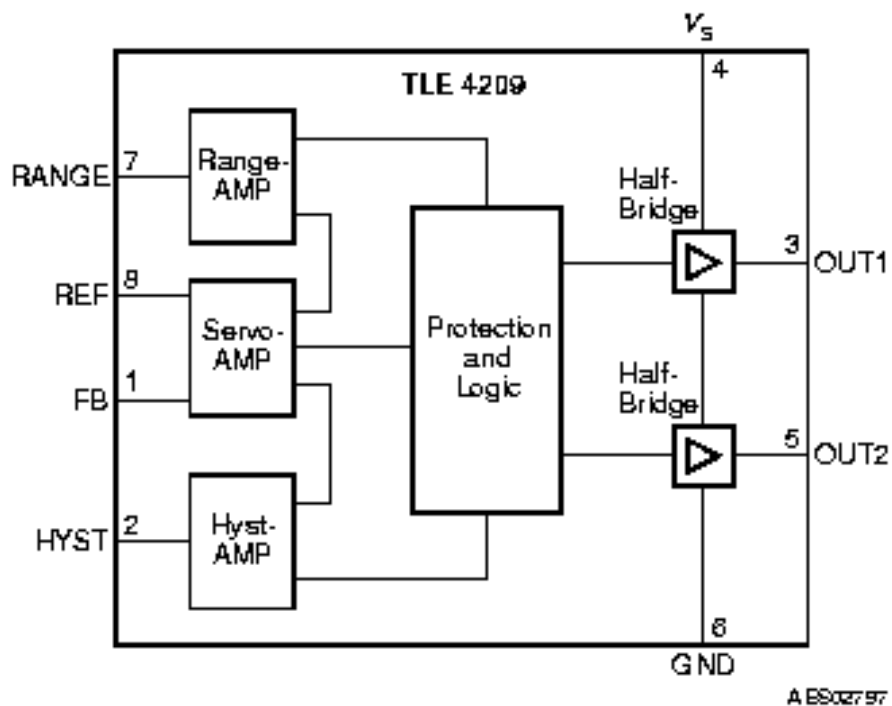 Vs
4
TLE 4209
RANGE
7
Range-
AMP
Half-
Bridge
3
OUT1
REF
8
Servo-
AMP
Protection
and
Logic
FB
1
Half-
Bridge
5
OUT2
HYST
2
Hyst-
AMP
6
GND
AES02797